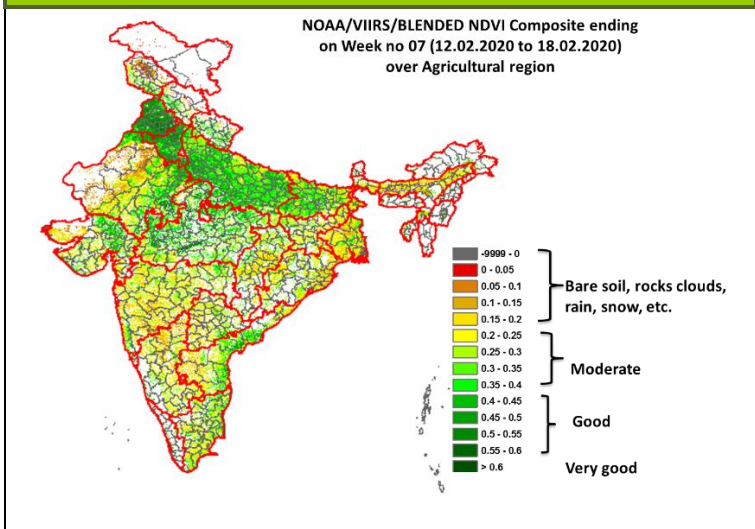 NOAA/VIIRS/BLENDED NDVI Composite ending
on Week no 07 (12.02.2020 to 18.02.2020)
over Agricultural region
-9999 - 0
0 - 0.05
0.05 - 0.1
0.1 - 0.15
0.15 - 0.2
0.2 - 0.25
0.25 - 0.3
0.3 - 0.35
0.35 - 0.4
0.4 - 0.45
0.45 - 0.5
0.5 - 0.55
0.55 - 0.6
> 0.6
Bare soil, rocks clouds,
rain, snow, etc.
Moderate
Good
Very good